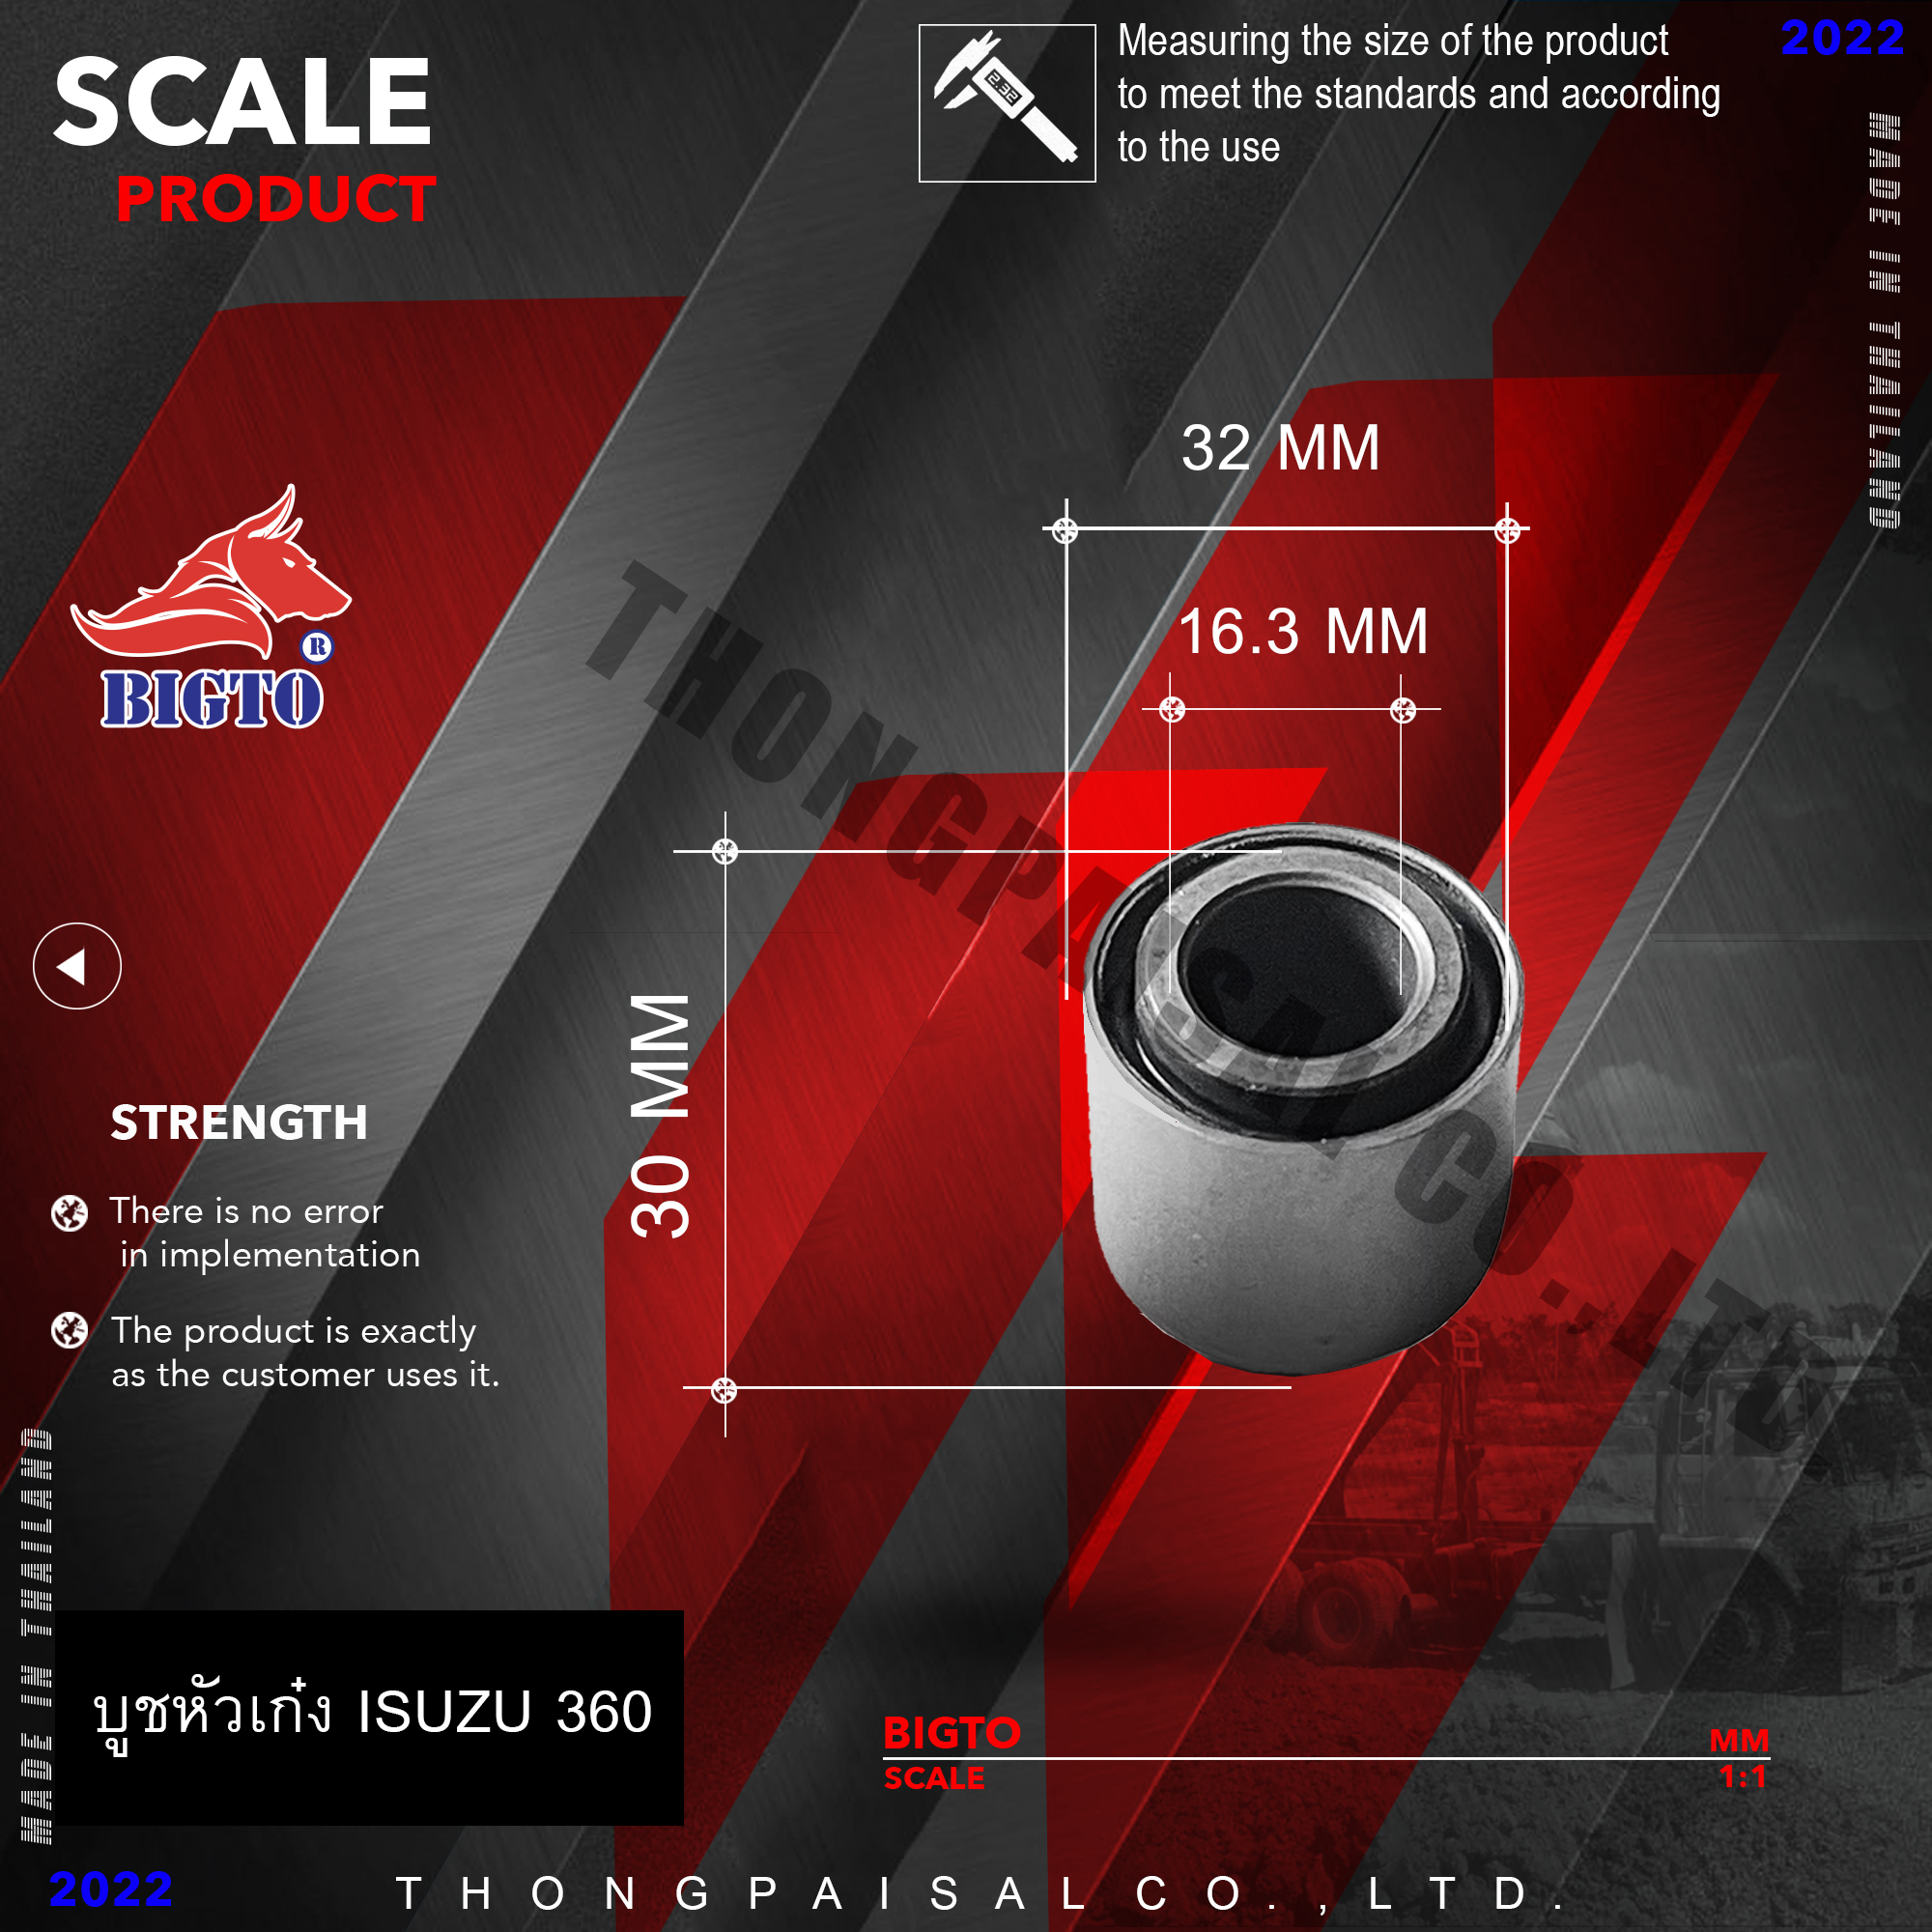 SCALE
PRODUCT
2.32
Measuring the size of the product
to meet the standards and according
to the use
2022
MADE IN THAILAND
32 MM
16.3 MM
BIGTO
R
30 MM
THONGPAISAL CO.,LTD
STRENGTH
There is no error
in implementation
The product is exactly
as the customer uses it.
MADE IN THAILAND
บูชหัวเก๋ง ISUZU 360
BIGTO
SCALE
MM
1:1
2022
THONGPAISAL CO.,LTD.